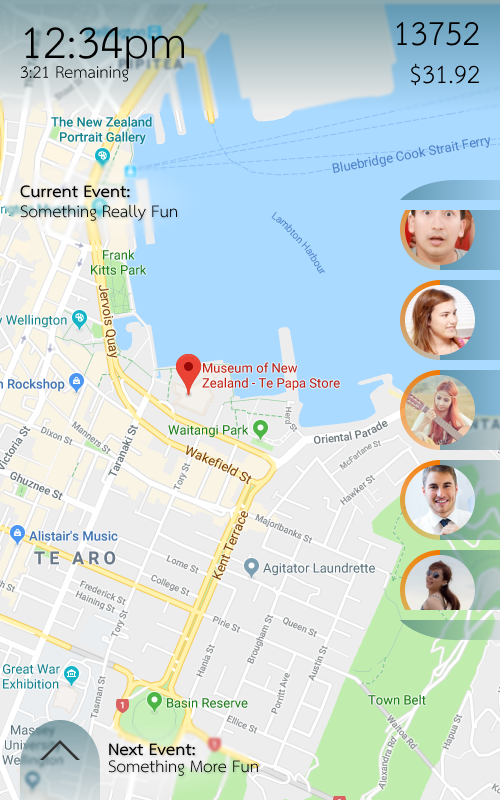 12:34pm
3:21 Remaining
13752
$31.92
PIPITEA
The New Zealand
Portrait Gallery
Bluebridge Cook Strait Ferry
Current Event:
Something Really Fun
Lambton Harbour
Frank
Kitts Park
Jervois Quay
Wellington
Museum of New
Zealand - Te Papa Store
Rockshop
Waitangi Park
Herd St
Oriental Parade
Victoria St
Dixon St
Manners St
Taranaki St
Wakefield St
Tory St
McFarlane St
Hawker St
Ghuznee St
Kent Terrace
Majoribanks St
Alistair's Music
TE ARO
Lorne St
College St
Agitator Laundrette
Frederick St
Haining St
Tory St
Pirie St
Queen St
Brougham St
Austin St
Hania St
Porritt Ave
Great War
Exhibition
Tasman St
1
Basin Reserve
Ellice St
Town Belt
Waitoa Rd
Hapua St
Alexandra Rd
Massey
University
Wellington
Next Event:
Something More Fun